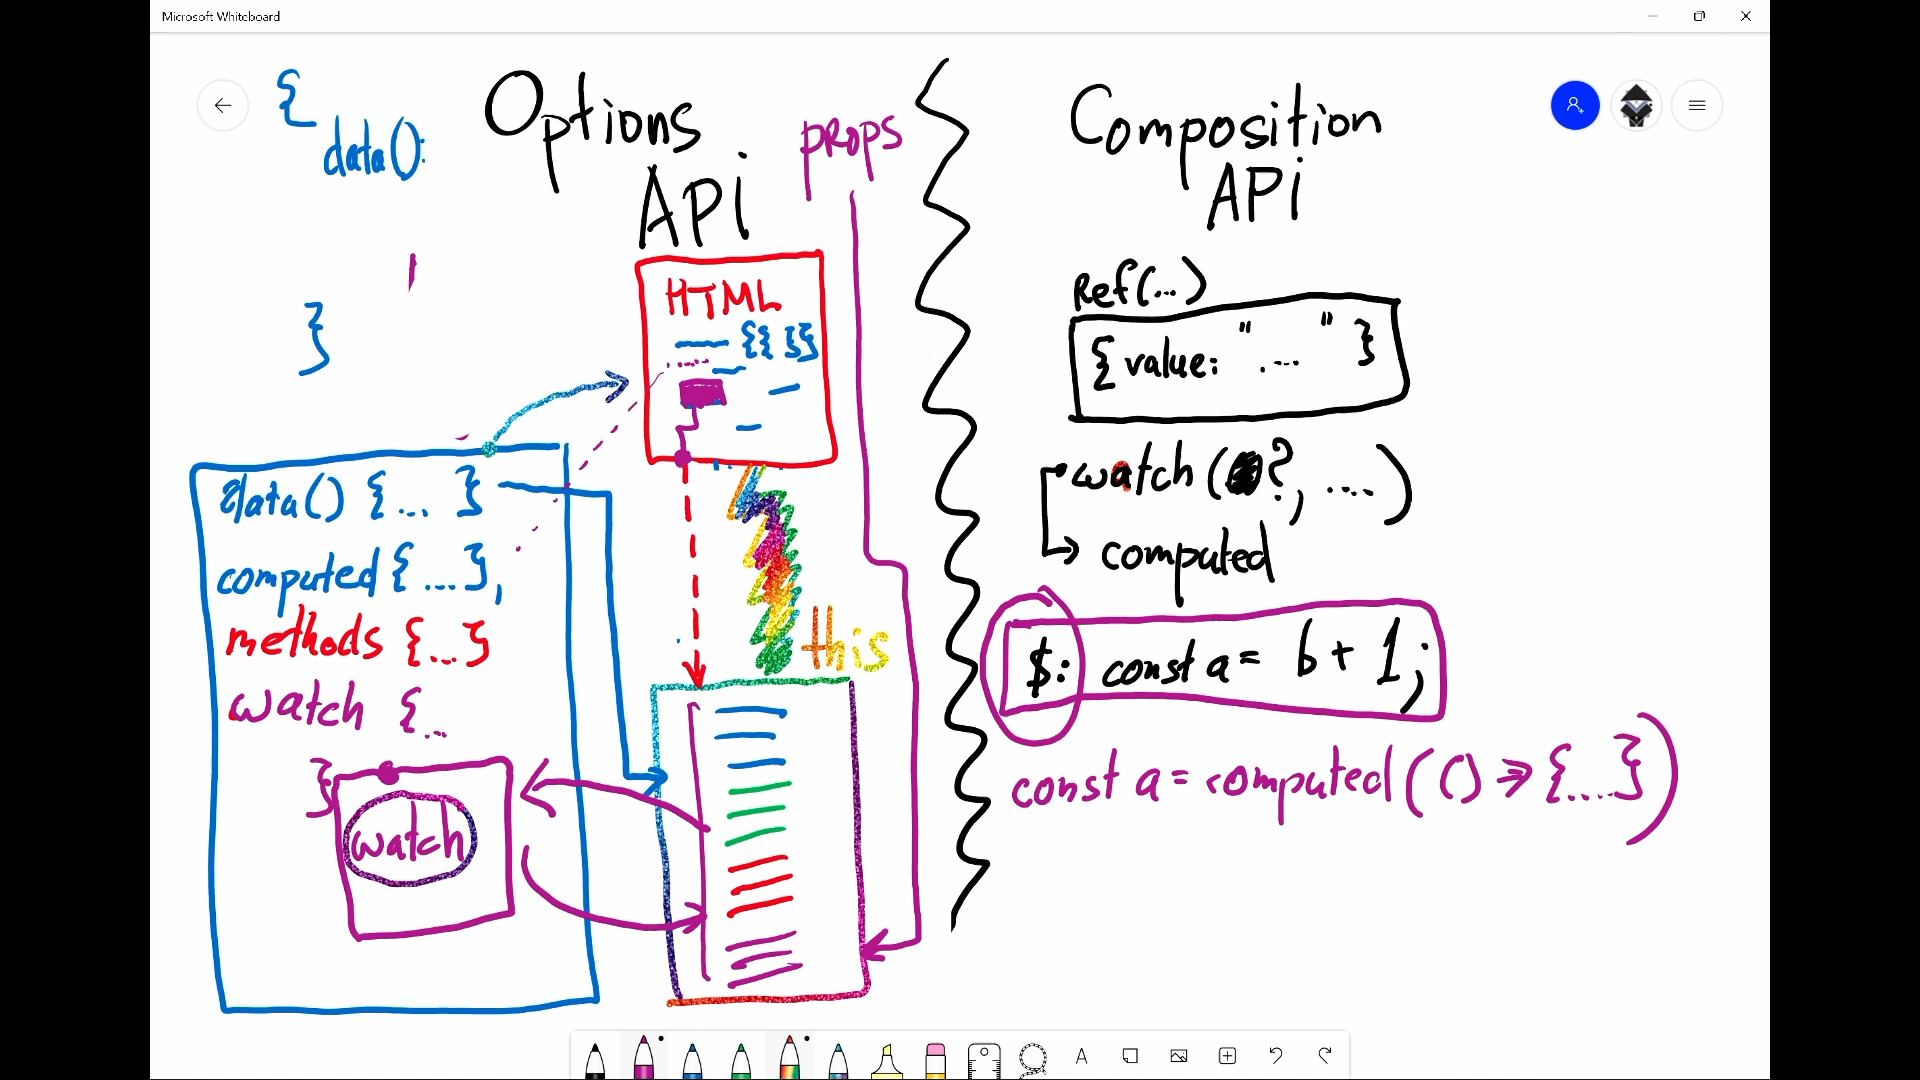 Microsoft Whiteboard
{
data():
}
Options
API
props
HTML
{{ }}
data() {... }
computed {...},
methods {...}
watch {...
}
watch
this
Composition
API
Ref(...)
{ value: " ... " }
watch ( ?, ....)
computed
$: const a = b + 1;
const a = computed( () => {....})
A